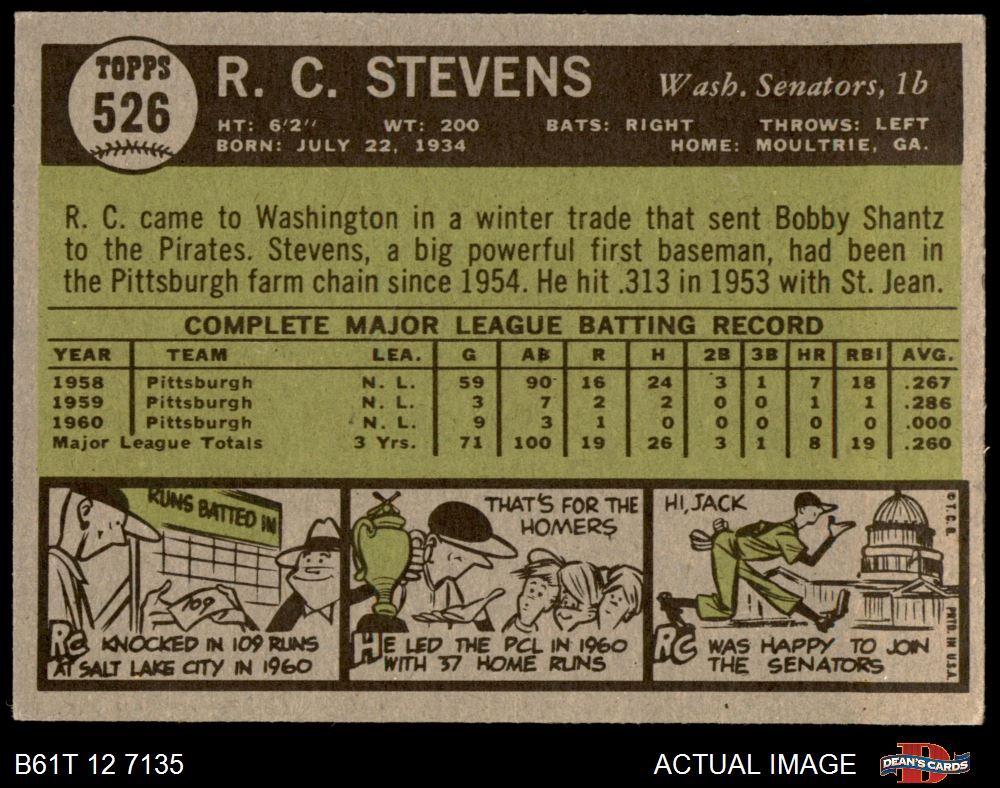 TOPPS
526
R. C. STEVENS
Wash. Senators, 1b
HT: 6'2" WT: 200 BATS: RIGHT THROWS: LEFT
BORN: JULY 22, 1934 HOME: MOULTRIE, GA.
R. C. came to Washington in a winter trade that sent Bobby Shantz
to the Pirates. Stevens, a big powerful first baseman, had been in
the Pittsburgh farm chain since 1954. He hit .313 in 1953 with St. Jean.
COMPLETE MAJOR LEAGUE BATTING RECORD
YEAR TEAM LEA. G AB R H 2B 3B HR RBI AVG.
1958 Pittsburgh N. L. 59 90 16 24 3 1 7 18 .267
1959 Pittsburgh N. L. 3 7 2 2 0 0 1 1 .286
1960 Pittsburgh N. L. 9 3 1 0 0 0 0 0 .000
Major League Totals 3 Yrs. 71 100 19 26 3 1 8 19 .260
RUNS BATTED IN
109
RC KNOCKED IN 109 RUNS
AT SALT LAKE CITY IN 1960
THAT'S FOR THE
HOMERS
HE LED THE PCL IN 1960
WITH 37 HOME RUNS
HI, JACK
RC WAS HAPPY TO JOIN
THE SENATORS
© T. C. G.
PRTD. IN U.S.A.
B61T 12 7135
ACTUAL IMAGE
D
DEAN'S CARDS